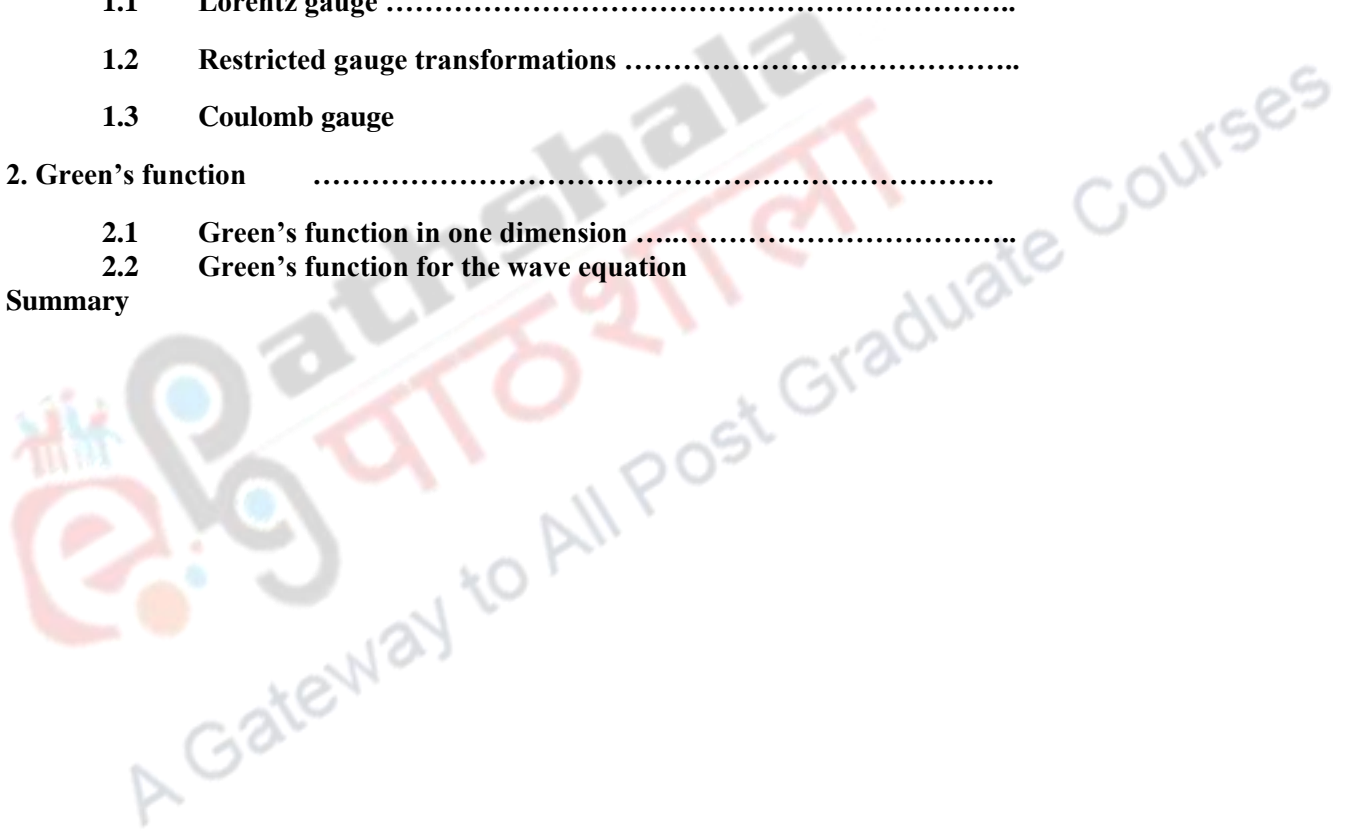 1.1 Lorentz gauge ………………………………………………………..
1.2 Restricted gauge transformations …………………………………..
1.3 Coulomb gauge
2. Green’s function …………………………………………………………….
2.1 Green’s function in one dimension …..……………………………..
2.2 Green’s function for the wave equation
Summary
Pathshala
पाठशाला
A Gateway to All Post Graduate Courses